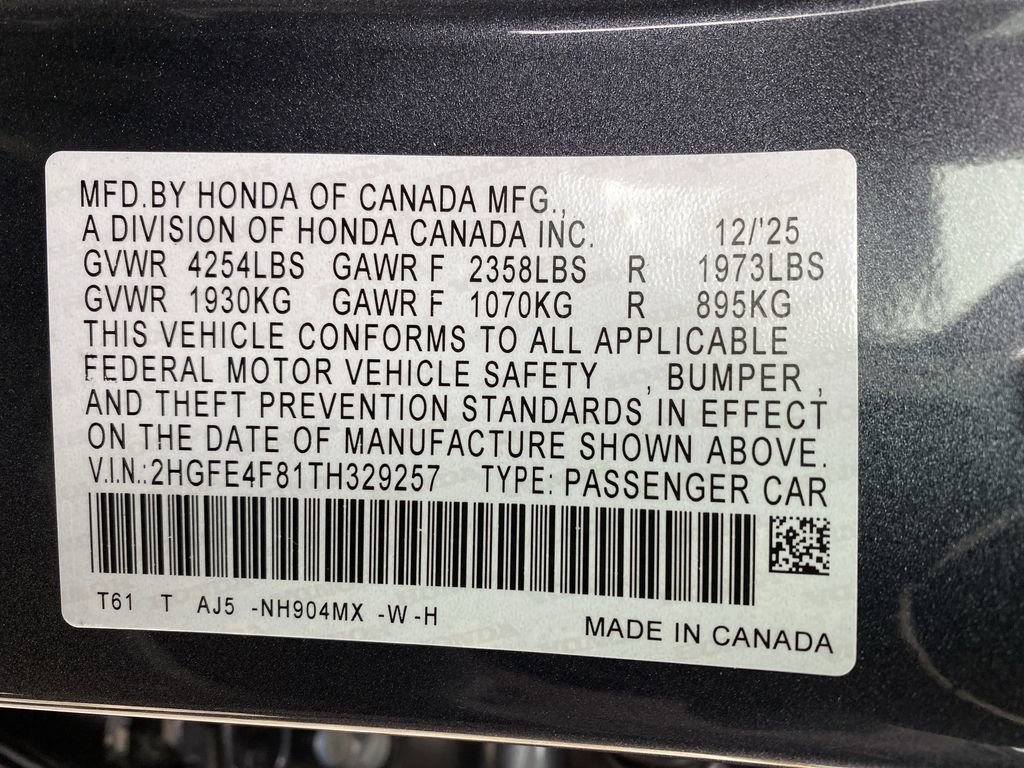 MFD.BY HONDA OF CANADA MFG.,
A DIVISION OF HONDA CANADA INC. 12/'25
GVWR 4254LBS GAWR F 2358LBS R 1973LBS
GVWR 1930KG GAWR F 1070KG R 895KG
THIS VEHICLE CONFORMS TO ALL APPLICABLE
FEDERAL MOTOR VEHICLE SAFETY , BUMPER ,
AND THEFT PREVENTION STANDARDS IN EFFECT
ON THE DATE OF MANUFACTURE SHOWN ABOVE.
V.I.N.:2HGFE4F81TH329257 TYPE: PASSENGER CAR
T61 T AJ5 -NH904MX -W -H
MADE IN CANADA